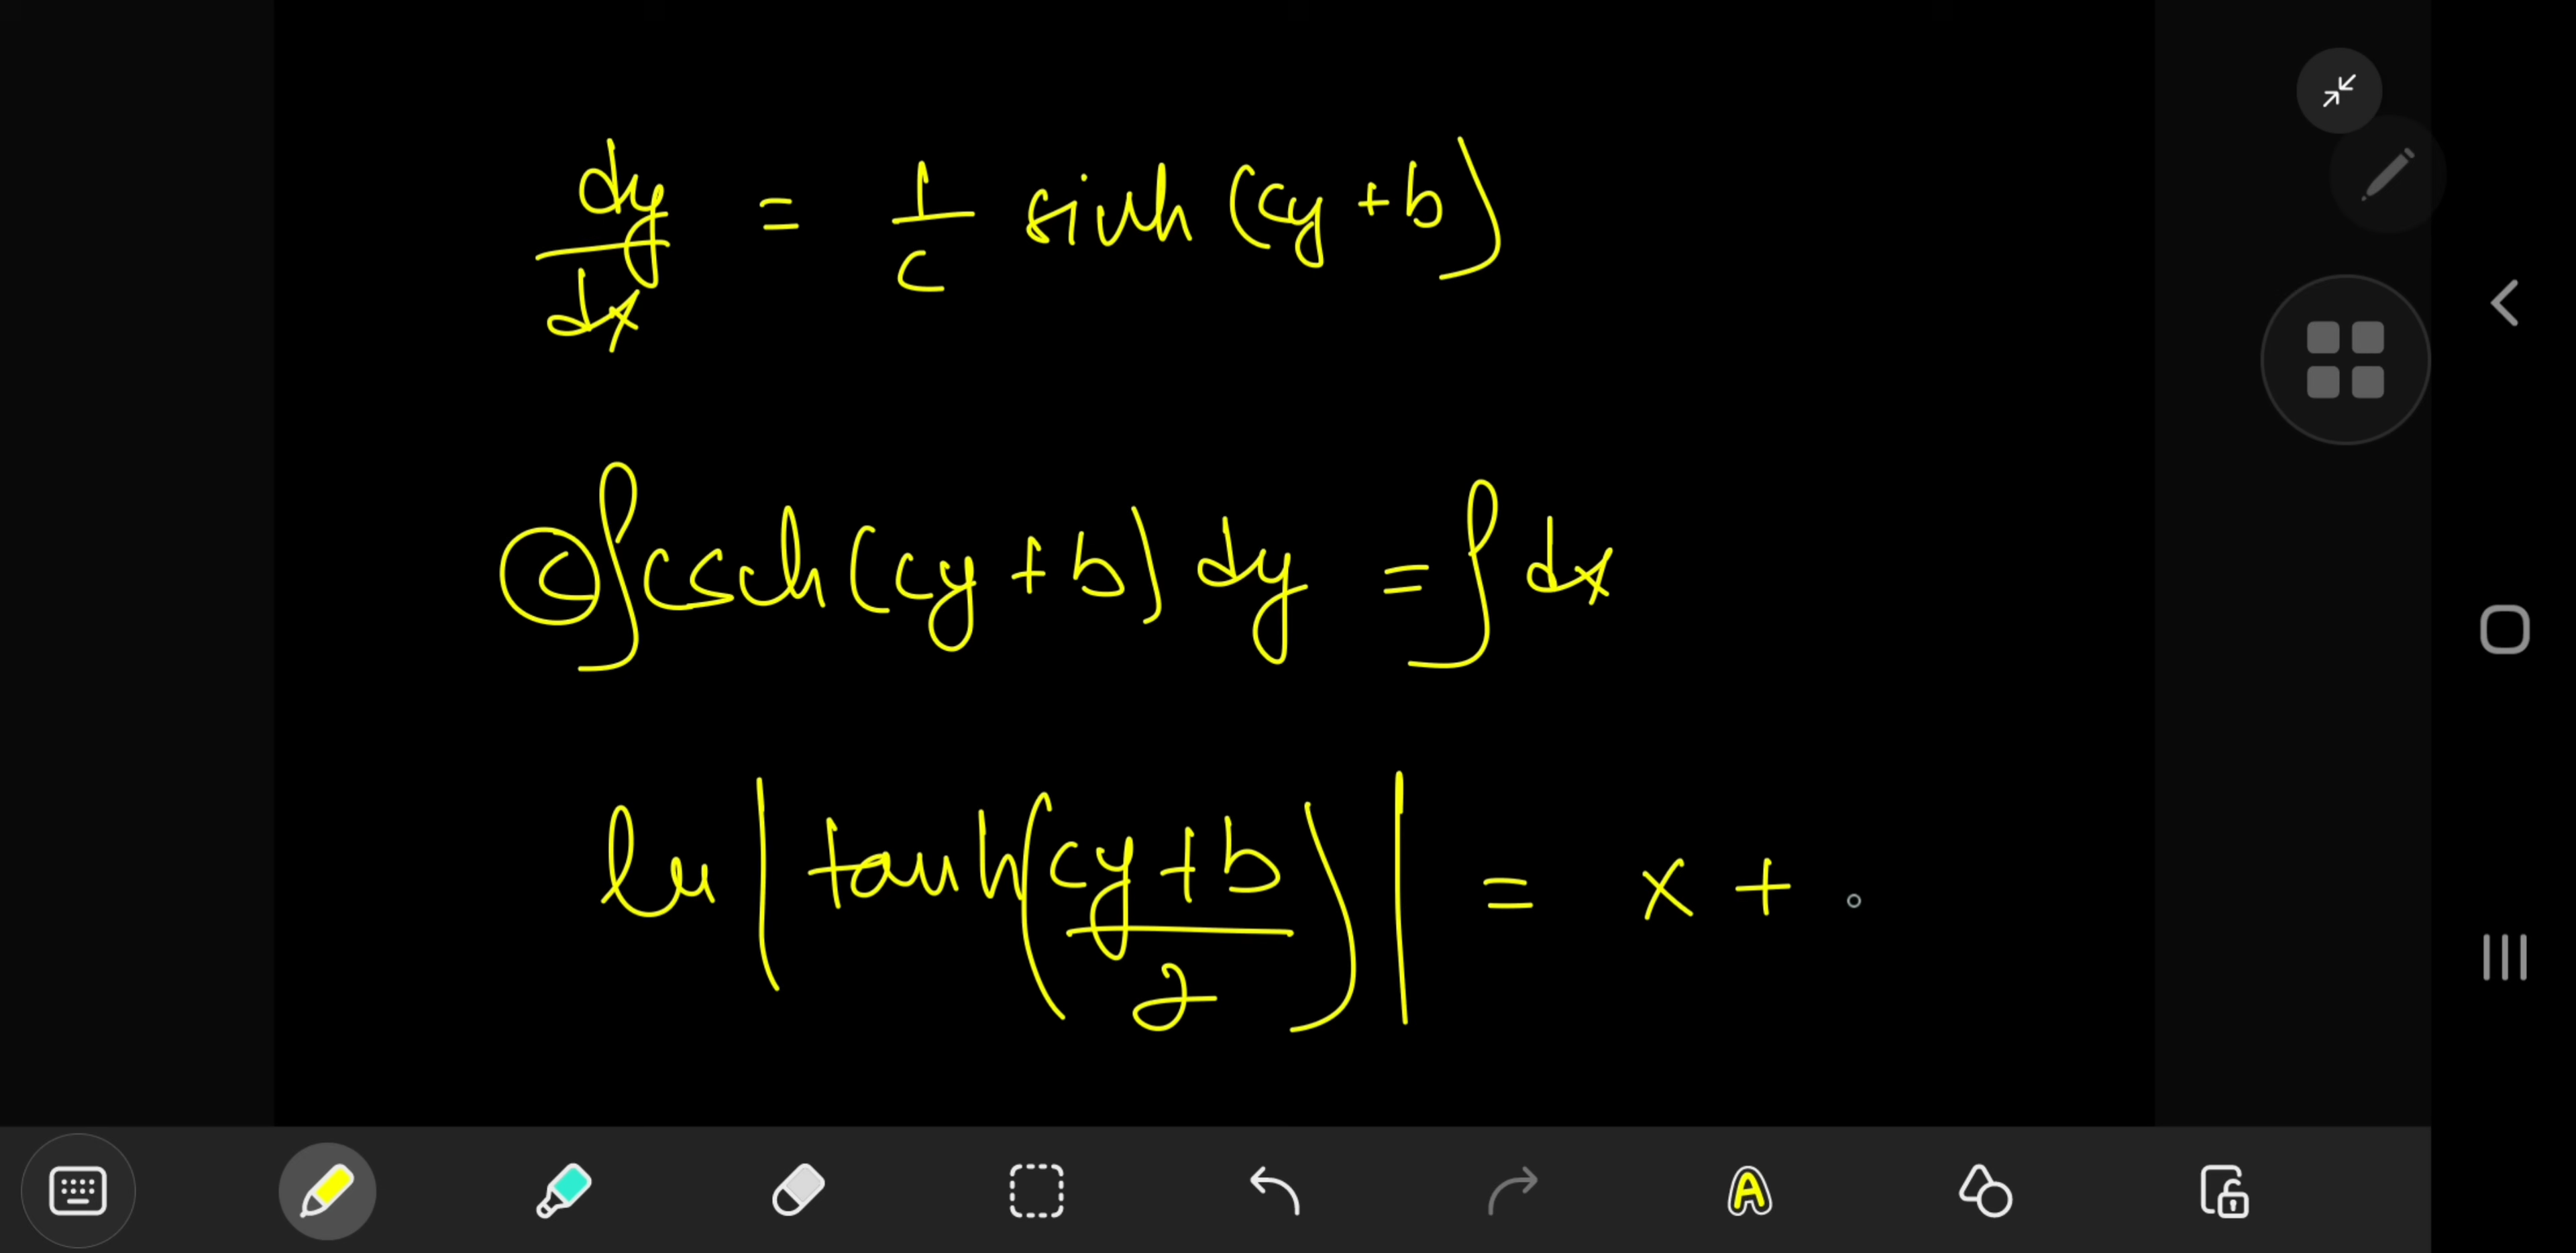 dy/dx = 1/c sinh (cy + b)
c ∫ csch (cy + b) dy = ∫ dx
ln | tanh( (cy + b)/2 ) | = x +
A